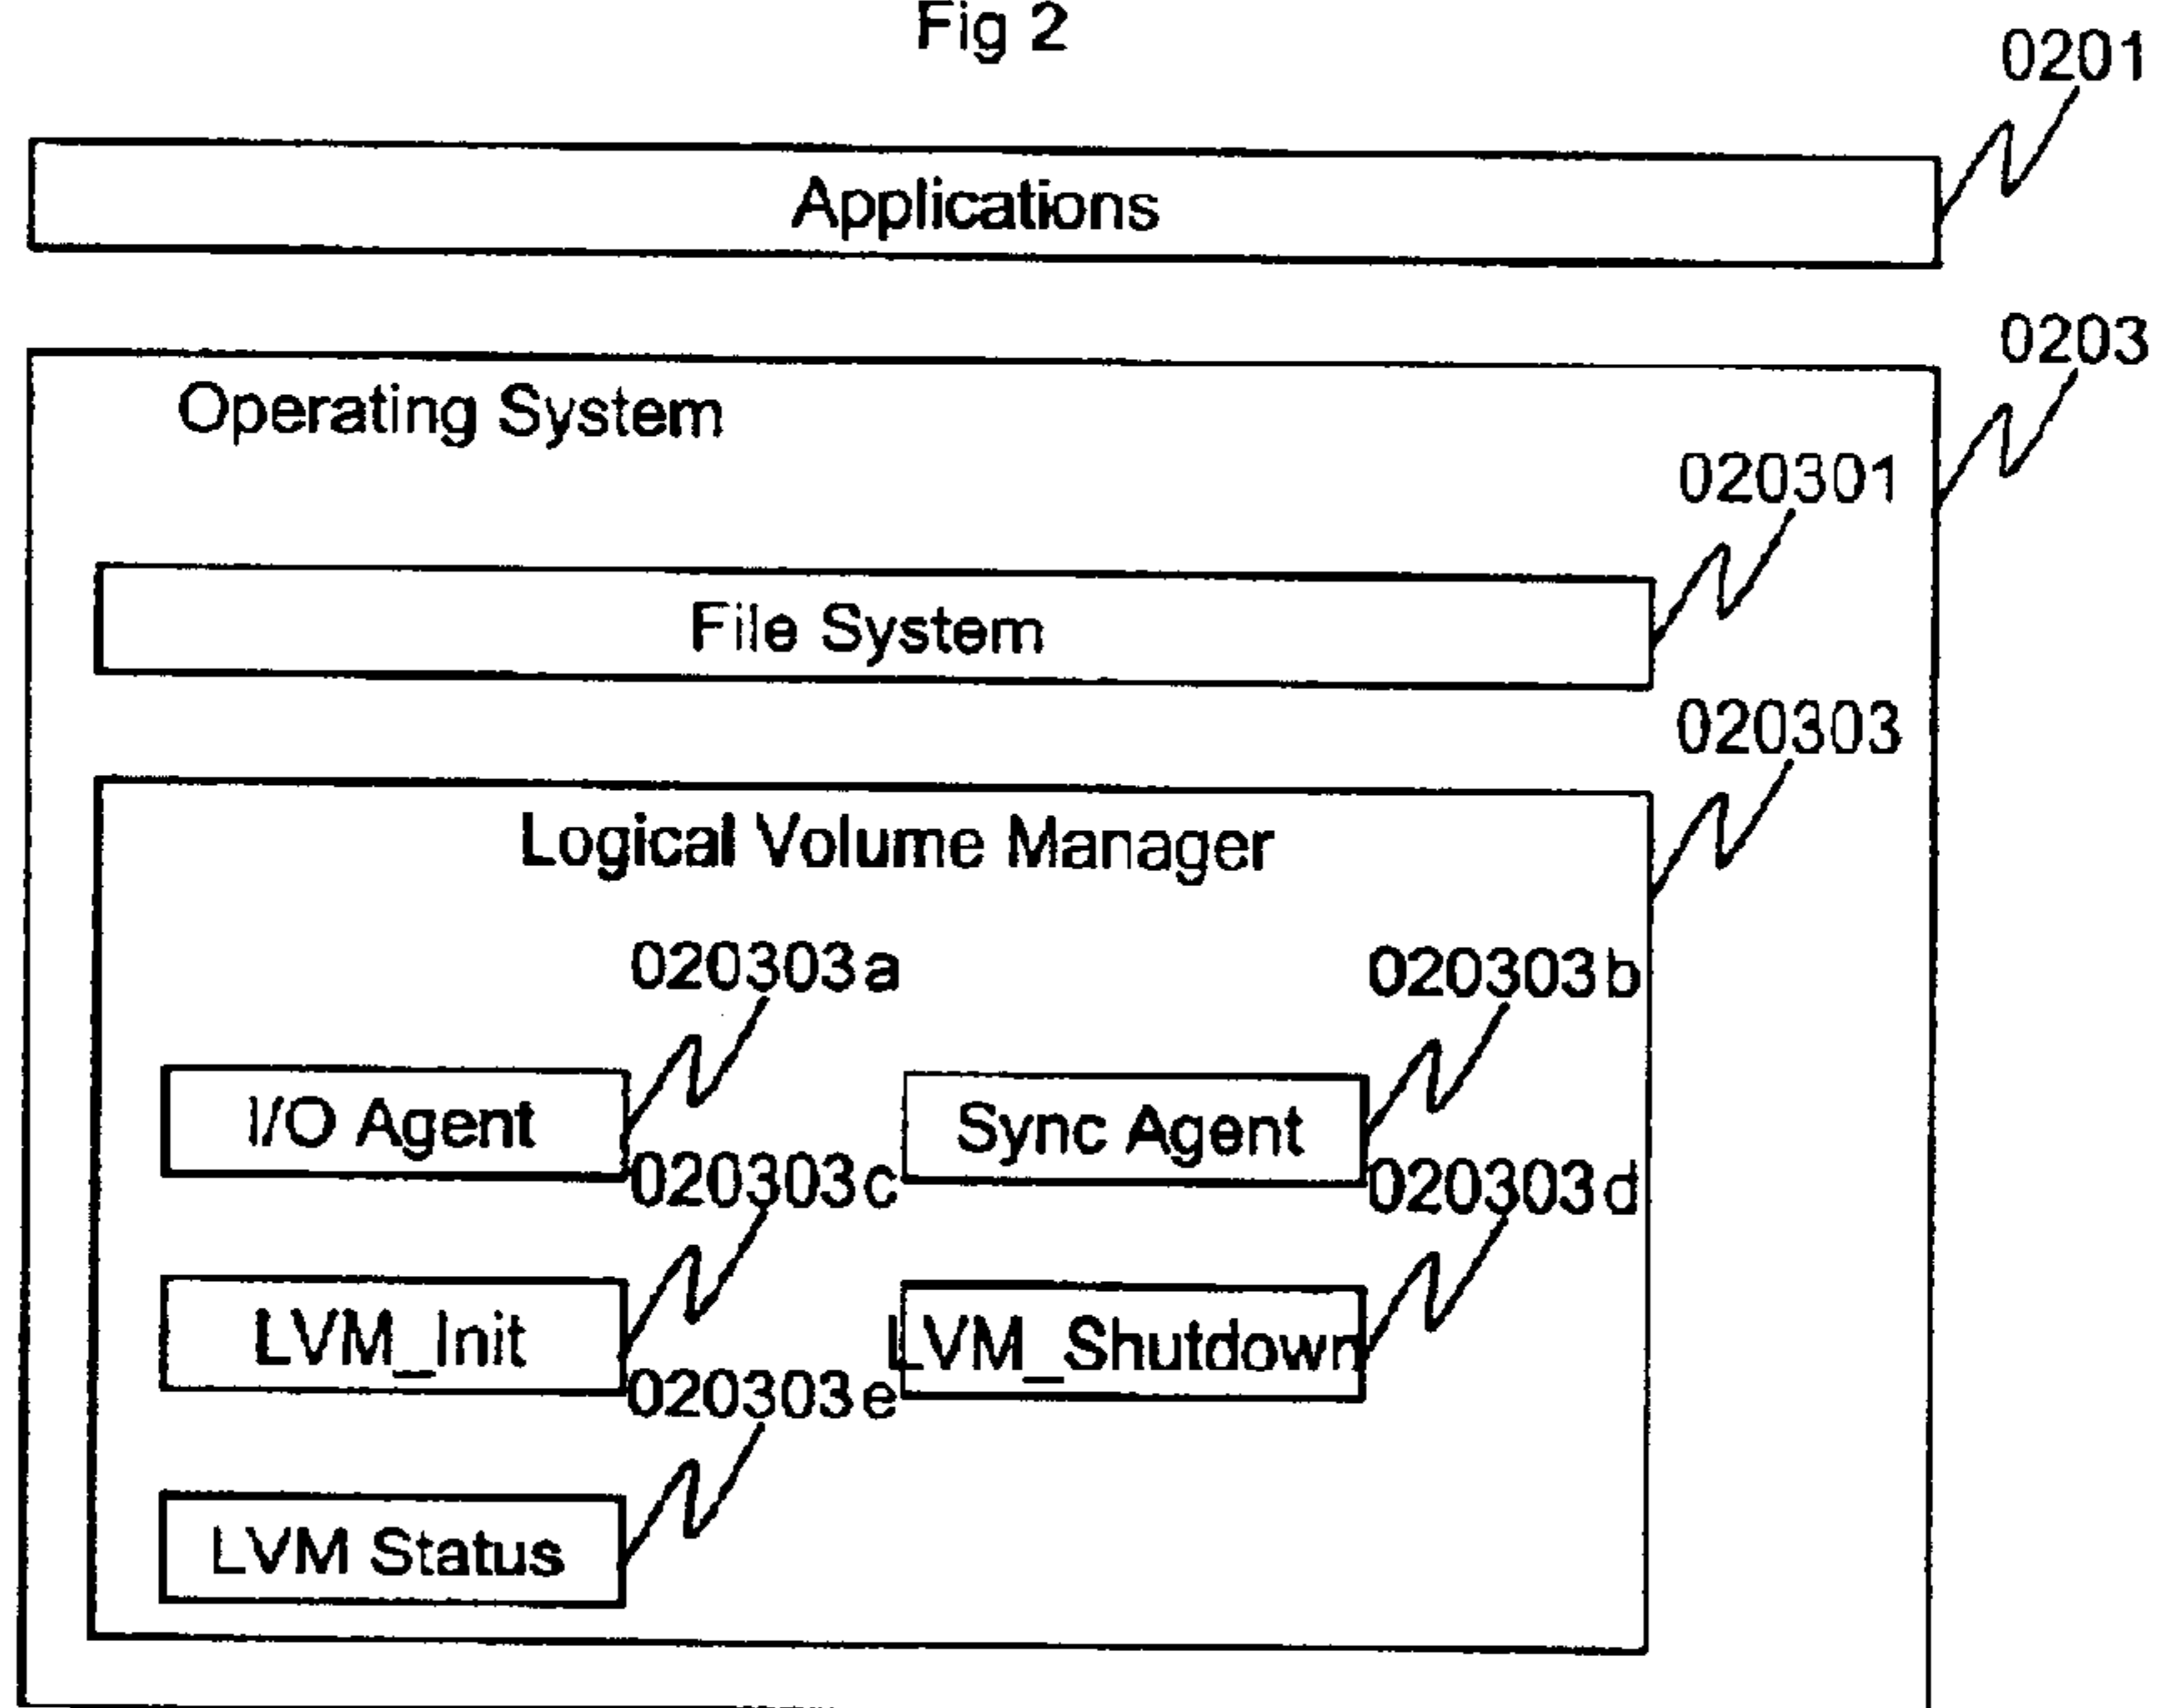 Fig 2
0201
Applications
0203
Operating System
020301
File System
020303
Logical Volume Manager
020303a
020303b
I/O Agent
Sync Agent
020303c
020303d
LVM_Init
LVM_Shutdown
020303e
LVM Status